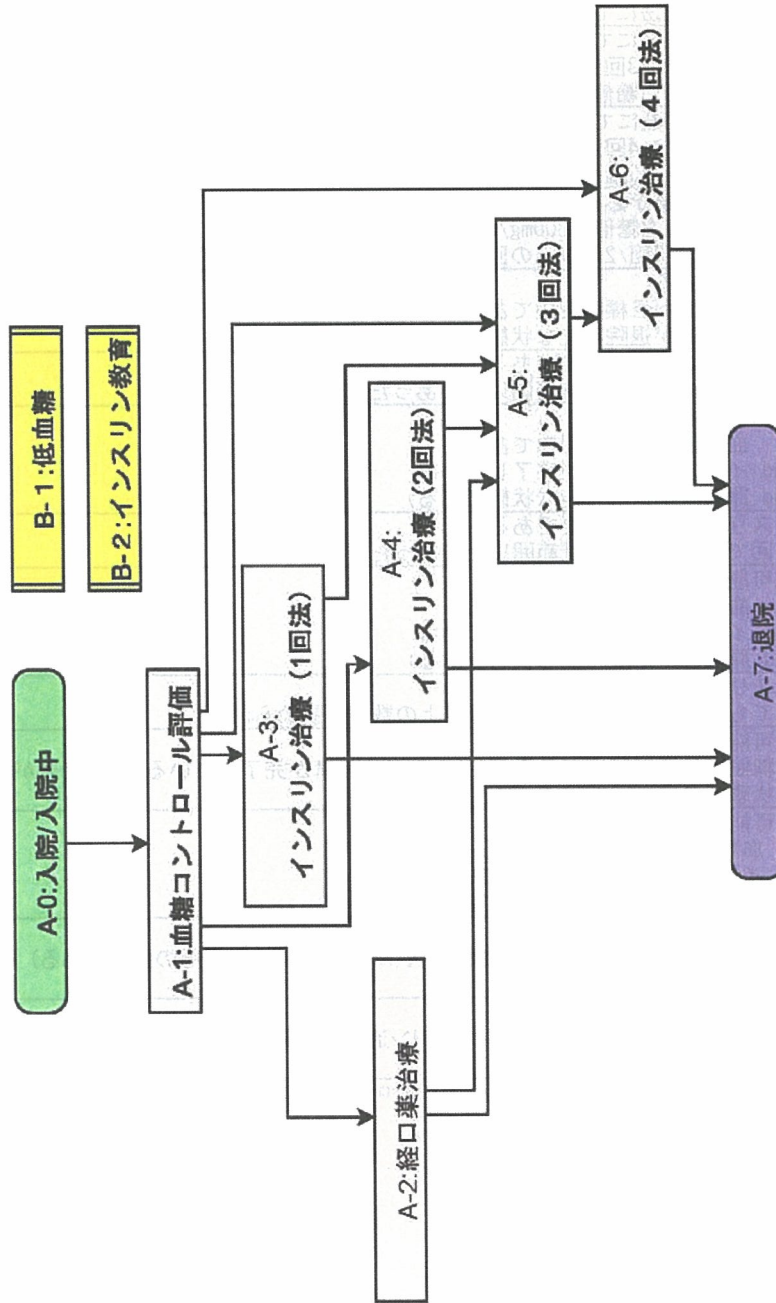 A-0:入院/入院中
B-1:低血糖
B-2:インスリン教育
A-1:血糖コントロール評価
A-3:
インスリン治療（1回法）
A-2:経口薬治療
A-4:
インスリン治療（2回法）
A-5:
インスリン治療（３回法）
A-6:
インスリン治療（４回法）
A-7:退院